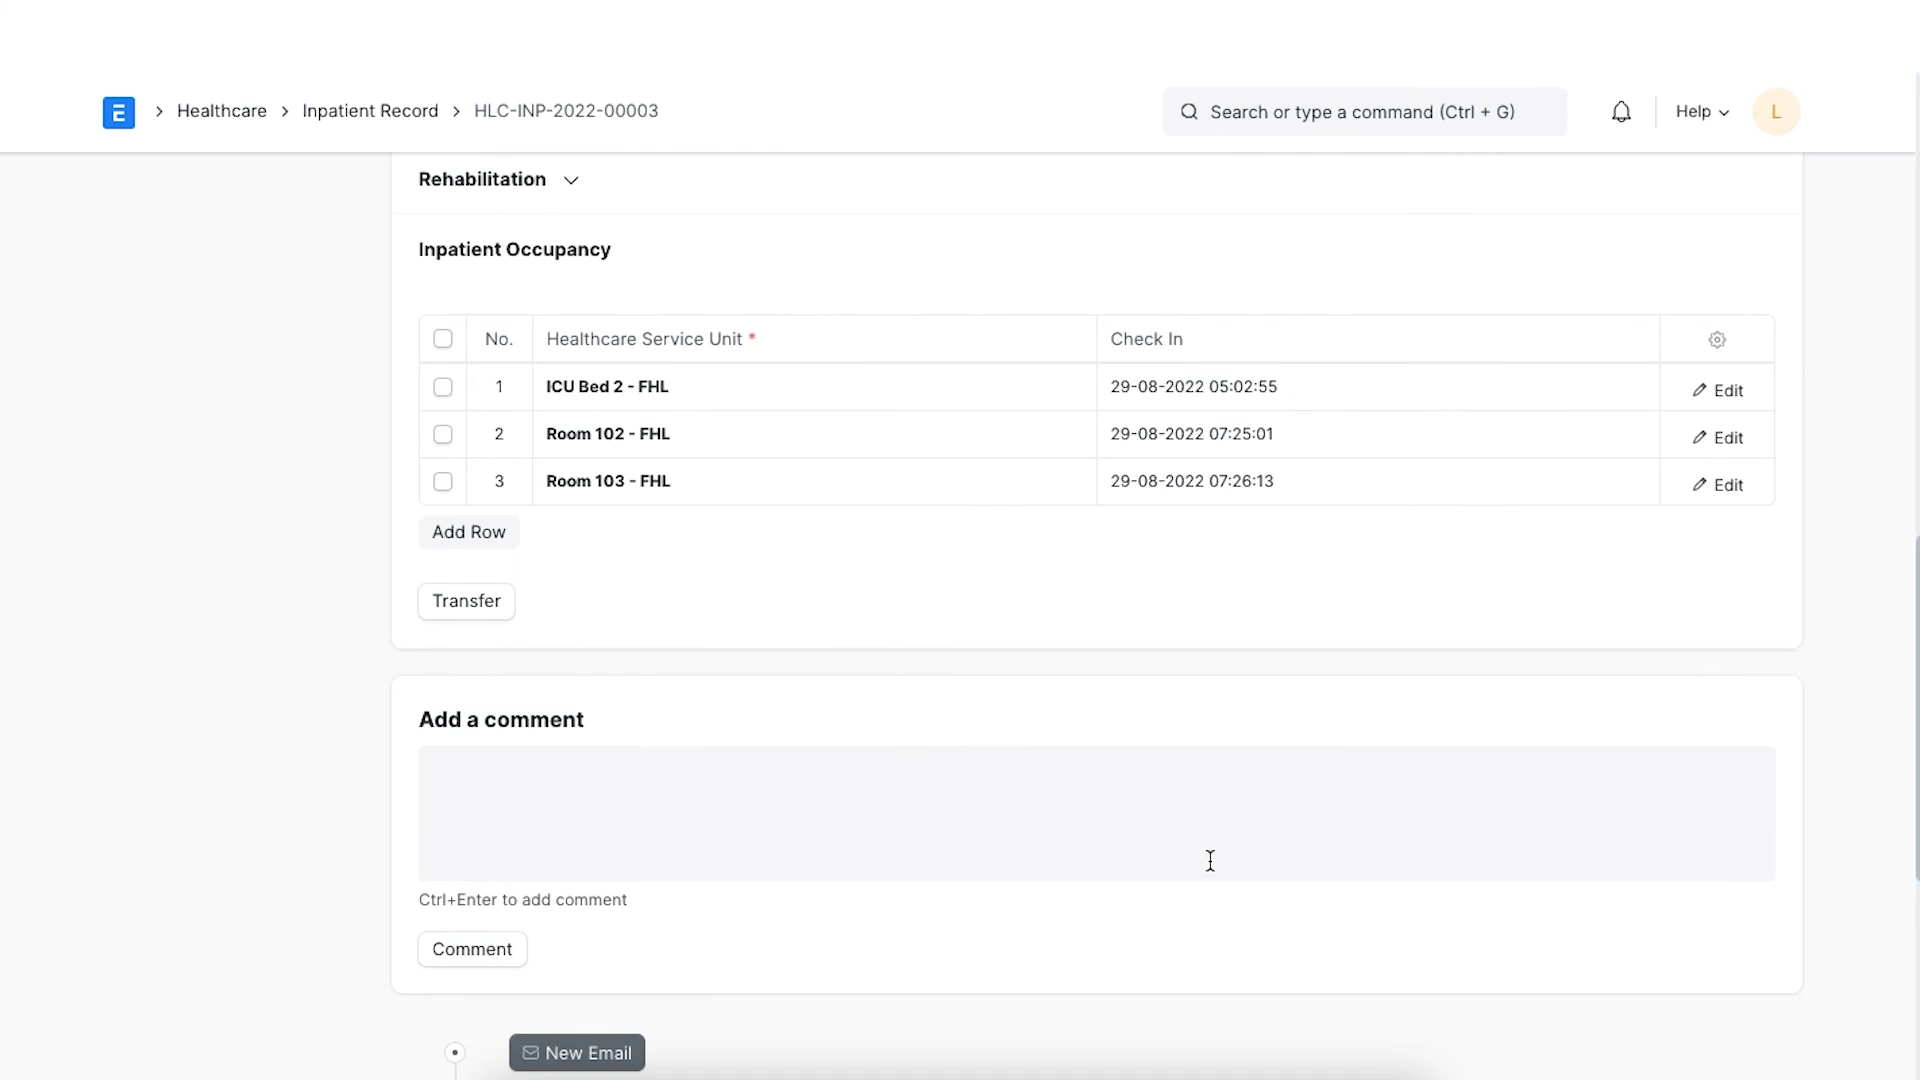 E > Healthcare > Inpatient Record > HLC-INP-2022-00003 Search or type a command (Ctrl + G) Help L
Rehabilitation
Inpatient Occupancy
No. Healthcare Service Unit * Check In
1 ICU Bed 2 - FHL 29-08-2022 05:02:55 Edit
2 Room 102 - FHL 29-08-2022 07:25:01 Edit
3 Room 103 - FHL 29-08-2022 07:26:13 Edit
Add Row
Transfer
Add a comment
Ctrl+Enter to add comment
Comment
New Email